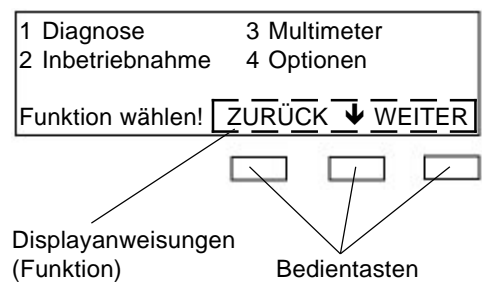 1 Diagnose 3 Multimeter
2 Inbetriebnahme 4 Optionen
Funktion wählen! ZURÜCK 🡇 WEITER
Displayanweisungen
(Funktion) Bedientasten